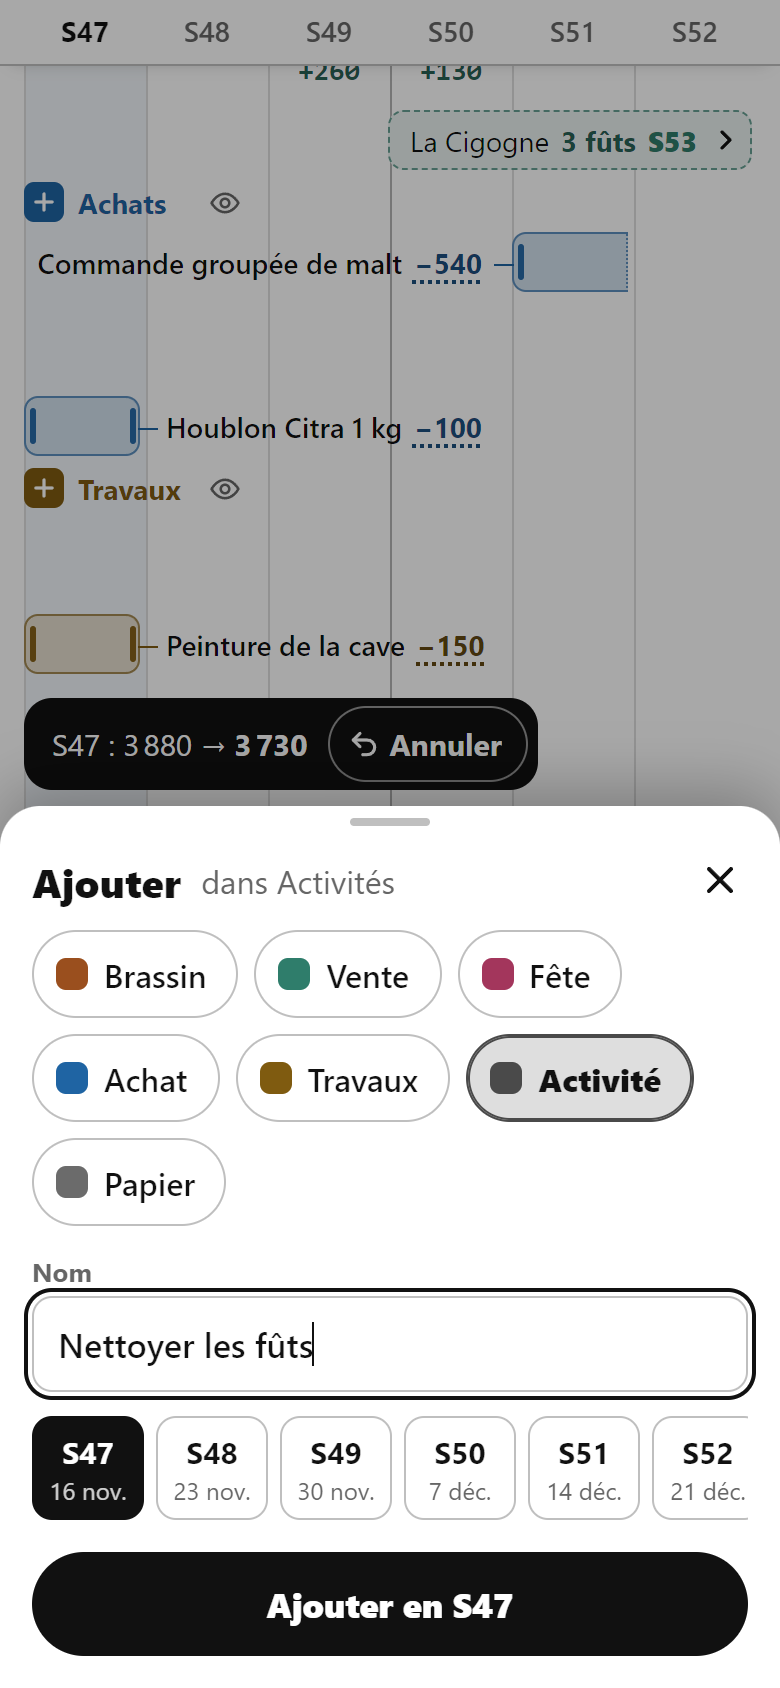 S47 S48 S49 S50 S51 S52
+260 +130
La Cigogne 3 fûts S53
Achats
Commande groupée de malt −540
Houblon Citra 1 kg −100
Travaux
Peinture de la cave −150
S47 : 3 880 → 3 730 Annuler
Ajouter dans Activités
Brassin Vente Fête
Achat Travaux Activité
Papier
Nom
Nettoyer les fûts
S47 S48 S49 S50 S51 S52
16 nov. 23 nov. 30 nov. 7 déc. 14 déc. 21 déc.
Ajouter en S47